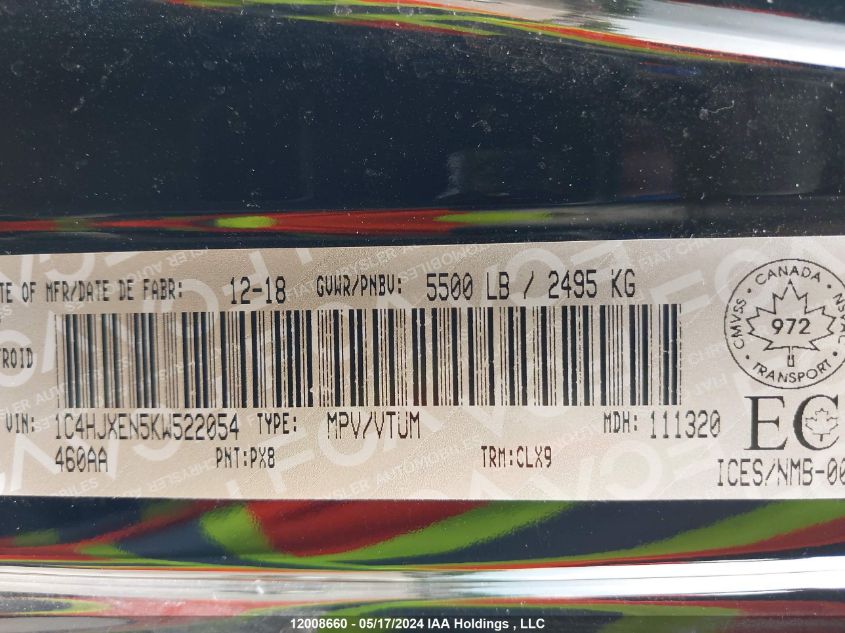 TE OF MFR/DATE DE FABR: 12-18 GVWR/PNBV: 5500 LB / 2495 KG
CMVSS · CANADA · NSVAC
972
TRANSPORT
TROID
VIN: 1C4HJXEN5KW522054 TYPE: MPV/VTUM MDH: 111320
EC
460AA PNT:PX8 TRM:CLX9
ICES/NMB-00
12008660 - 05/17/2024 IAA Holdings , LLC